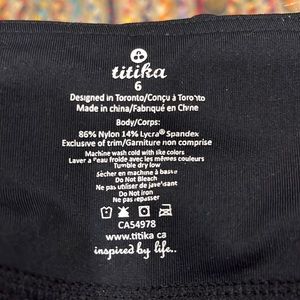 titika
6
Designed in Toronto/Conçu à Toronto
Made in china/Fabriqué en Chine
Body/Corps:
86% Nylon 14% Lycra® Spandex
Exclusive of trim/Garniture non comprise
Machine wash cold with like colors
Laver à l'eau froide avec les mêmes couleurs
Tumble dry low
Sécher en machine à basse
Do Not Bleach
Ne pas utiliser de javelisant
Do not iron
Ne pas repasser
CA54978
www.titika.ca
inspired by life..